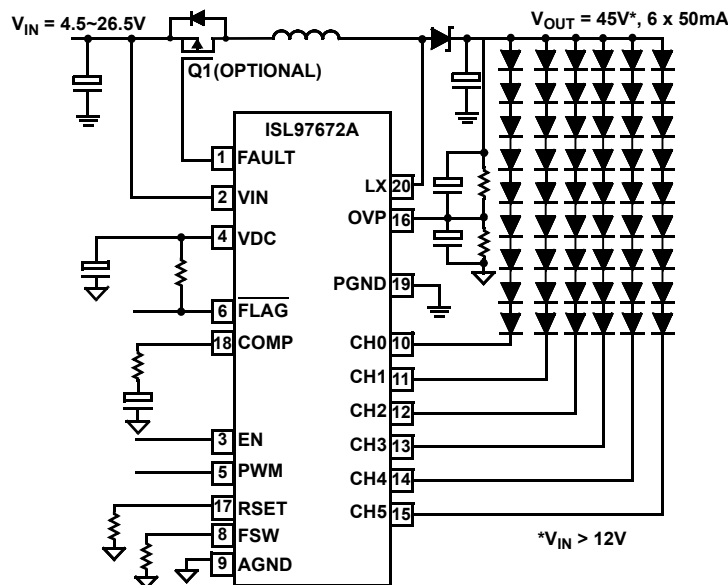 V_IN = 4.5~26.5V*
V_OUT = 45V*, 6 x 50mA
Q1(OPTIONAL)
ISL97672A
1 FAULT
LX 20
2 VIN
OVP 16
4 VDC
PGND 19
6 FLAG
18 COMP
CH0 10
CH1 11
CH2 12
3 EN
CH3 13
5 PWM
CH4 14
17 RSET
CH5 15
8 FSW
9 AGND
*V_IN > 12V